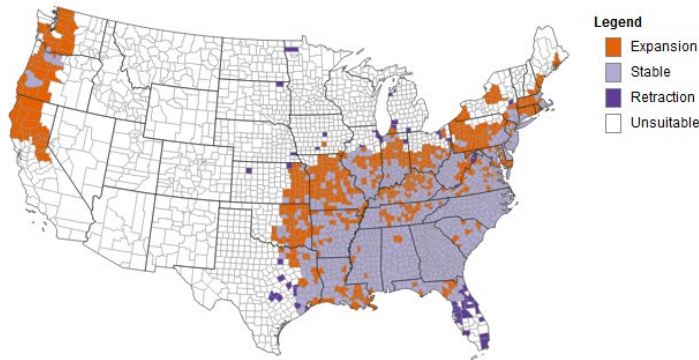 Legend
Expansion
Stable
Retraction
Unsuitable